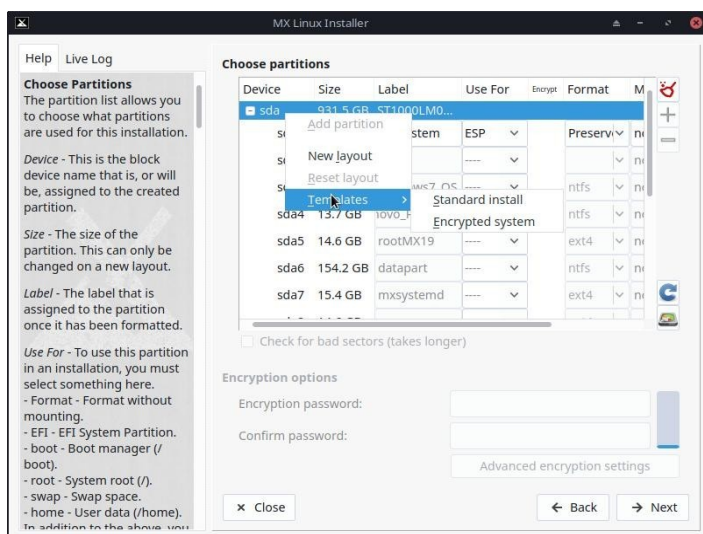 MX Linux Installer
Help Live Log
Choose Partitions
The partition list allows you
to choose what partitions
are used for this installation.
Device - This is the block
device name that is, or will
be, assigned to the created
partition.
Size - The size of the
partition. This can only be
changed on a new layout.
Label - The label that is
assigned to the partition
once it has been formatted.
Use For - To use this partition
in an installation, you must
select something here.
- Format - Format without
mounting.
- EFI - EFI System Partition.
- boot - Boot manager (/
boot).
- root - System root (/).
- swap - Swap space.
- home - User data (/home).
In addition to the above, you
Choose partitions
Device Size Label Use For Encrypt Format M
sda 931.5 GB ST1000LM0...
Add partition
New layout
Reset layout
Templates
Standard install
Encrypted system
stem ESP Preserv
---- 
ws7_OS ---- ntfs
sda4 13.7 GB ntfs
sda5 14.6 GB rootMX19 ---- ext4
sda6 154.2 GB datapart ---- ntfs
sda7 15.4 GB mxsystemd ---- ext4
Check for bad sectors (takes longer)
Encryption options
Encryption password:
Confirm password:
Advanced encryption settings
Close
Back
Next